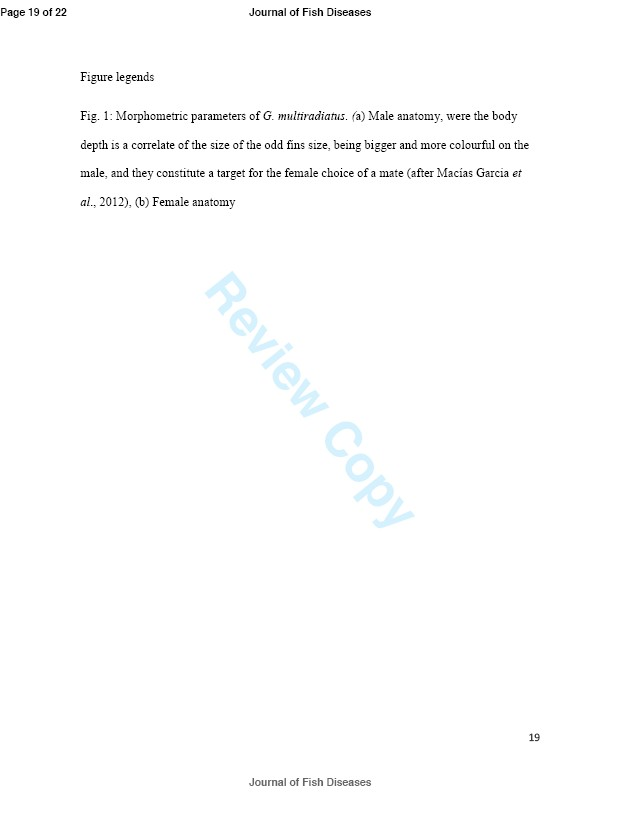 Page 19 of 22
Journal of Fish Diseases
Figure legends
Fig. 1: Morphometric parameters of G. multiradiatus. (a) Male anatomy, were the body
depth is a correlate of the size of the odd fins size, being bigger and more colourful on the
male, and they constitute a target for the female choice of a mate (after Macías Garcia et
al., 2012), (b) Female anatomy
Review Copy
19
Journal of Fish Diseases